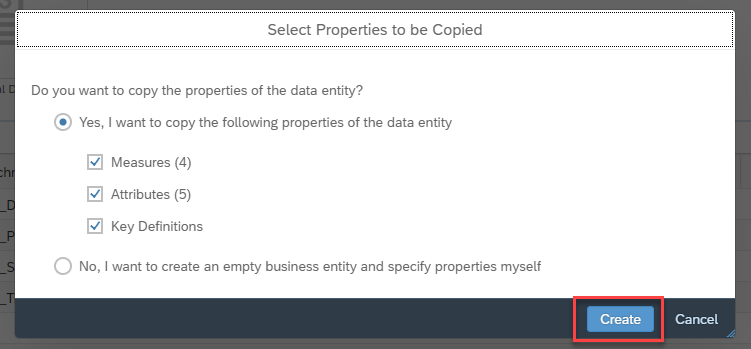 Select Properties to be Copied
Do you want to copy the properties of the data entity?
Yes, I want to copy the following properties of the data entity
Measures (4)
Attributes (5)
Key Definitions
No, I want to create an empty business entity and specify properties myself
Create Cancel